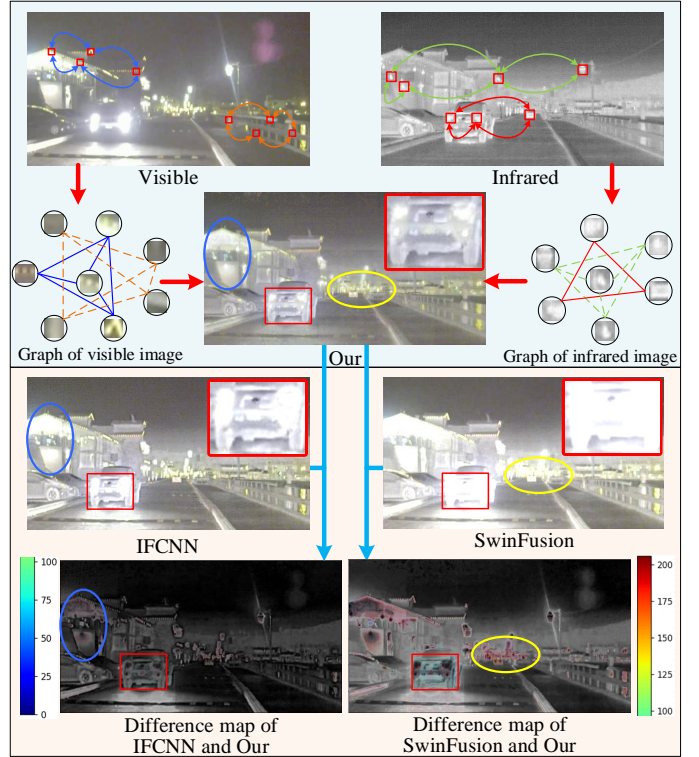 Visible
Infrared
Graph of visible image
Our
Graph of infrared image
IFCNN
SwinFusion
100
75
50
25
0
200
175
150
125
100
Difference map of
IFCNN and Our
Difference map of
SwinFusion and Our